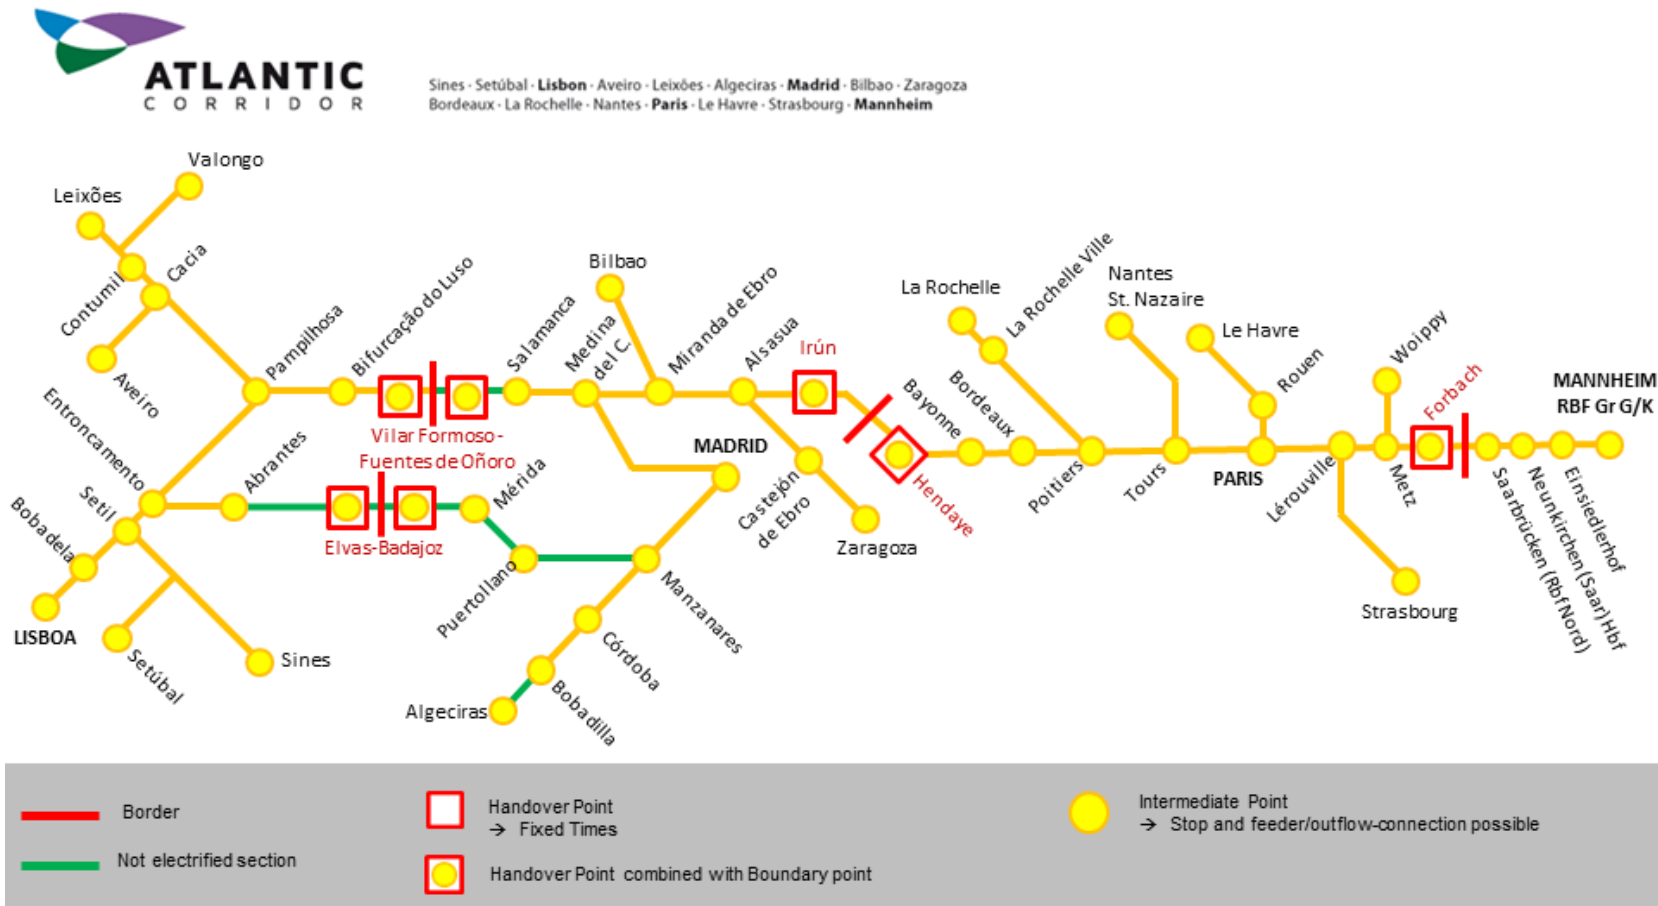 ATLANTIC
CORRIDOR
Sines · Setúbal · Lisbon · Aveiro · Leixões · Algeciras · Madrid · Bilbao · Zaragoza
Bordeaux · La Rochelle · Nantes · Paris · Le Havre · Strasbourg · Mannheim
Valongo
Leixões
Cacia
Contumil
Aveiro
Pampilhosa
Bifurcação do Luso
Salamanca
Medina
del C.
Bilbao
Miranda de Ebro
Alsasua
Irún
La Rochelle
La Rochelle Ville
Nantes
St. Nazaire
Le Havre
Rouen
Woippy
Forbach
MANNHEIM
RBF Gr G/K
Vilar Formoso-
Fuentes de Oñoro
Bayonne
Bordeaux
Hendaye
Poitiers
Tours
PARIS
Lérouville
Metz
Saarbrücken (Rbf Nord)
Neunkirchen (Saar) Hbf
Einsiedlerhof
Entroncamento
Abrantes
Setil
Bobadela
LISBOA
Elvas-Badajoz
Mérida
MADRID
Castejón
de Ebro
Zaragoza
Puertollano
Manzanares
Strasbourg
Setúbal
Sines
Córdoba
Bobadilla
Algeciras
Border
Not electrified section
Handover Point
→ Fixed Times
Handover Point combined with Boundary point
Intermediate Point
→ Stop and feeder/outflow-connection possible